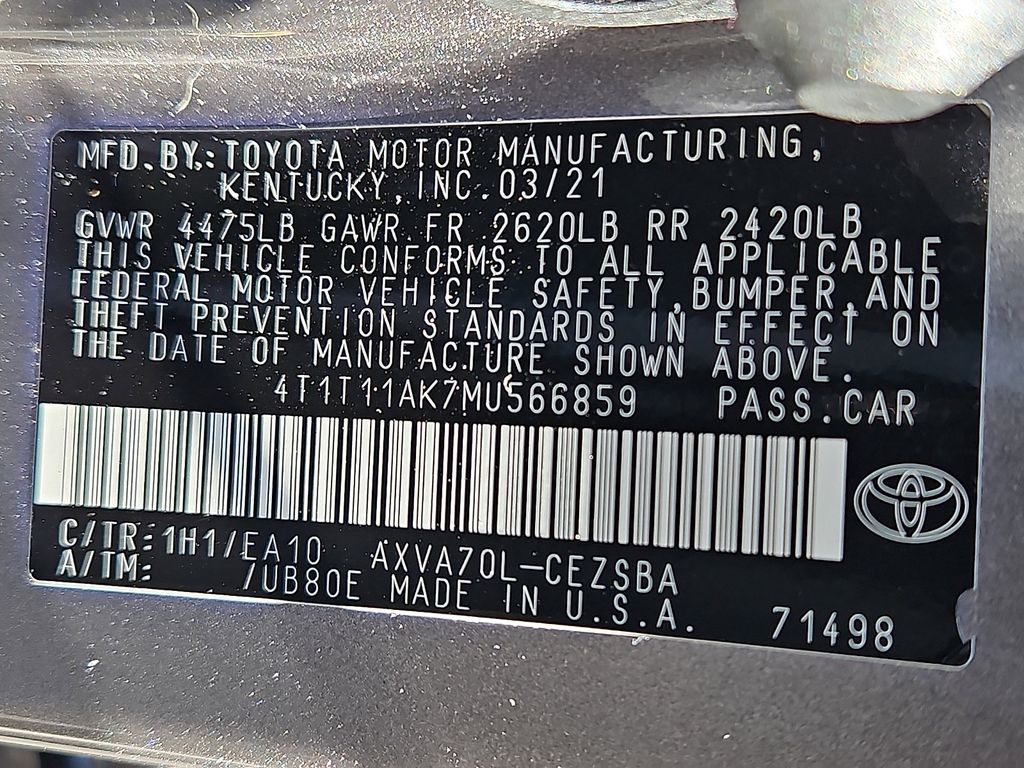 MFD. BY.: TOYOTA MOTOR MANUFACTURING,
KENTUCKY, INC. 03/21
GVWR 4475LB GAWR FR 2620LB RR 2420LB
THIS VEHICLE CONFORMS TO ALL APPLICABLE
FEDERAL MOTOR VEHICLE SAFETY, BUMPER, AND
THEFT PREVENTION STANDARDS IN EFFECT ON
THE DATE OF MANUFACTURE SHOWN ABOVE.
4T1T11AK7MU566859 PASS. CAR
C/TR: 1H1/EA10 AXVA70L-CEZSBA
A/TM: /UB80E MADE IN U.S.A.
71498